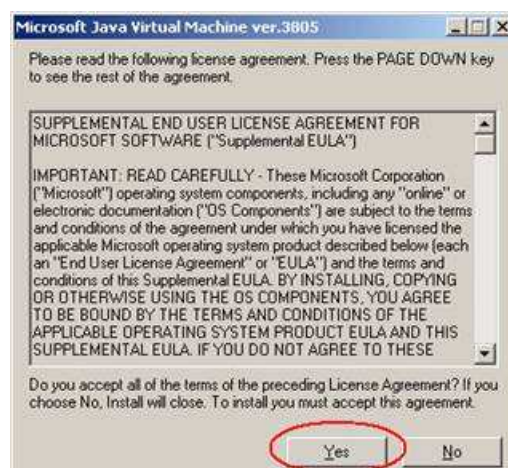 Microsoft Java Virtual Machine ver.3805
Please read the following license agreement. Press the PAGE DOWN key
to see the rest of the agreement.
SUPPLEMENTAL END USER LICENSE AGREEMENT FOR
MICROSOFT SOFTWARE ("Supplemental EULA")
IMPORTANT: READ CAREFULLY - These Microsoft Corporation
("Microsoft") operating system components, including any "online" or
electronic documentation ("OS Components") are subject to the terms
and conditions of the agreement under which you have licensed the
applicable Microsoft operating system product described below (each
an "End User License Agreement" or "EULA") and the terms and
conditions of this Supplemental EULA. BY INSTALLING, COPYING
OR OTHERWISE USING THE OS COMPONENTS, YOU AGREE
TO BE BOUND BY THE TERMS AND CONDITIONS OF THE
APPLICABLE OPERATING SYSTEM PRODUCT EULA AND THIS
SUPPLEMENTAL EULA. IF YOU DO NOT AGREE TO THESE
Do you accept all of the terms of the preceding License Agreement? If you
choose No, Install will close. To install you must accept this agreement.
Yes No